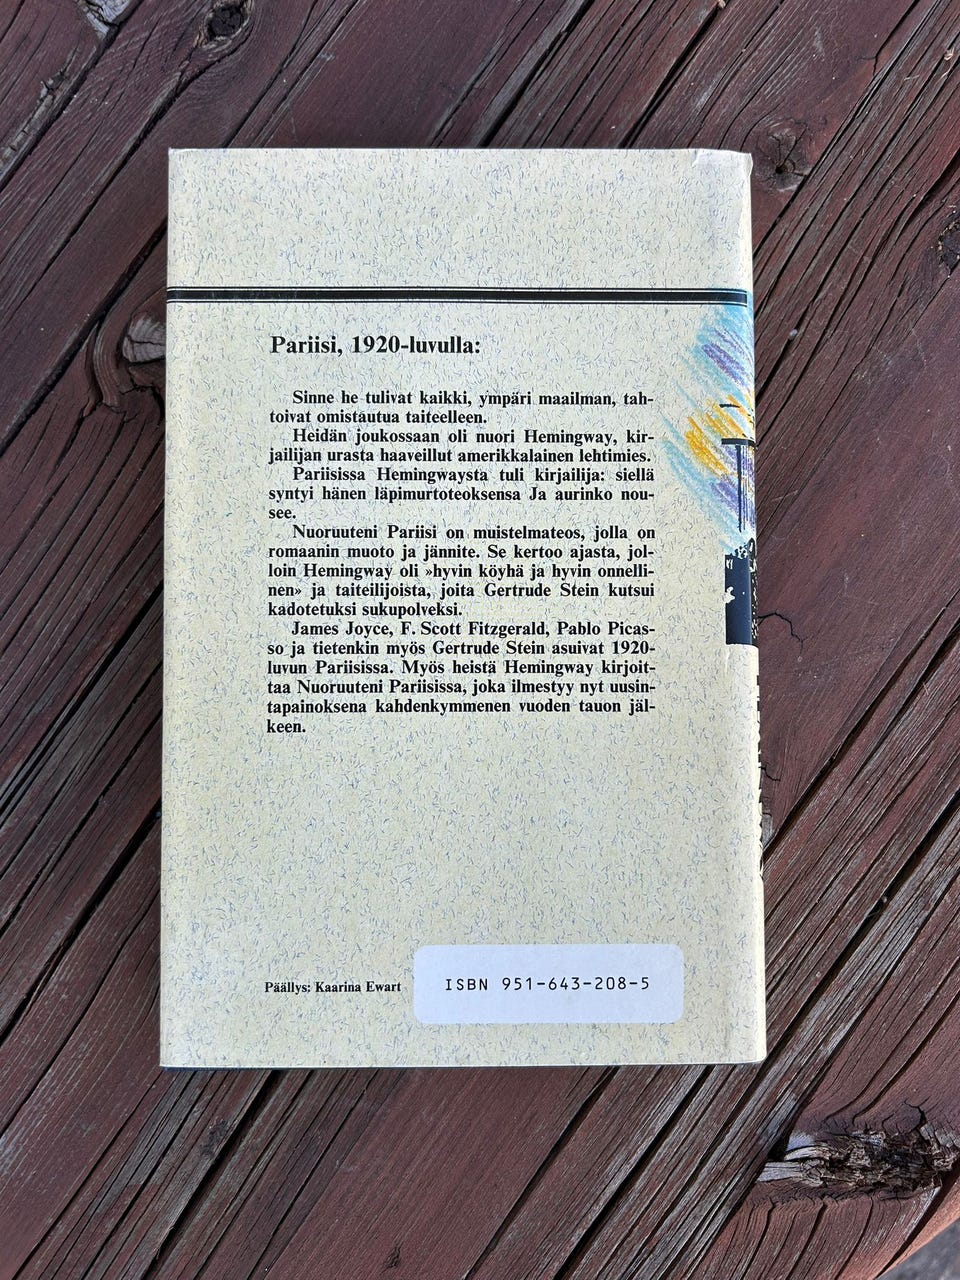 Pariisi, 1920-luvulla:
Sinne he tulivat kaikki, ympäri maailman, tah-
toivat omistautua taiteelleen.
Heidän joukossaan oli nuori Hemingway, kir-
jailijan urasta haaveillut amerikkalainen lehtimies.
Pariisissa Hemingwaysta tuli kirjailija: siellä
syntyi hänen läpimurtoteoksensa Ja aurinko nou-
see.
Nuoruuteni Pariisi on muistelmateos, jolla on
romaanin muoto ja jännite. Se kertoo ajasta, jol-
loin Hemingway oli »hyvin köyhä ja hyvin onnelli-
nen» ja taiteilijoista, joita Gertrude Stein kutsui
kadotetuksi sukupolveksi.
James Joyce, F. Scott Fitzgerald, Pablo Picas-
so ja tietenkin myös Gertrude Stein asuivat 1920-
luvun Pariisissa. Myös heistä Hemingway kirjoit-
taa Nuoruuteni Pariisissa, joka ilmestyy nyt uusin-
tapainoksena kahdenkymmenen vuoden tauon jäl-
keen.
Päällys: Kaarina Ewart
ISBN 951-643-208-5